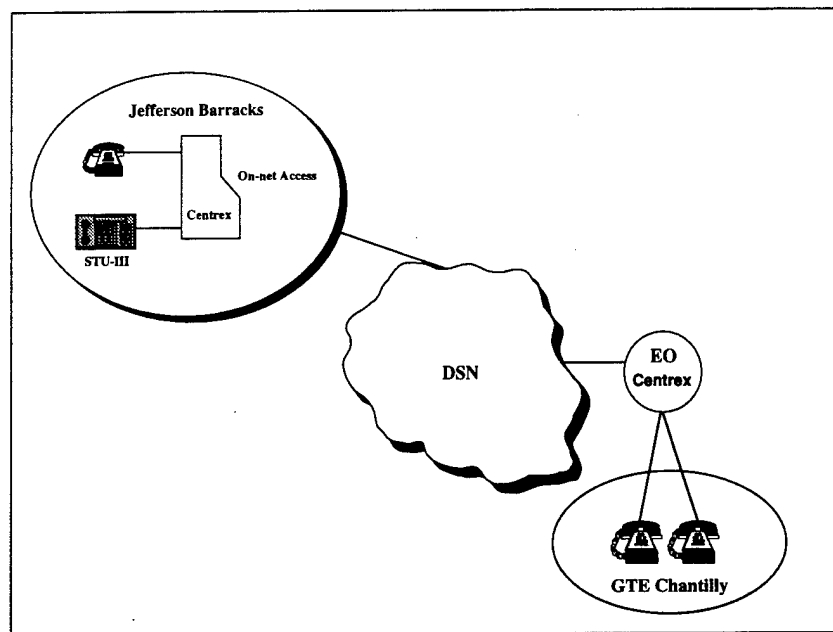 Jefferson Barracks
On-net Access
Centrex
STU-III
DSN
EO
Centrex
GTE Chantilly